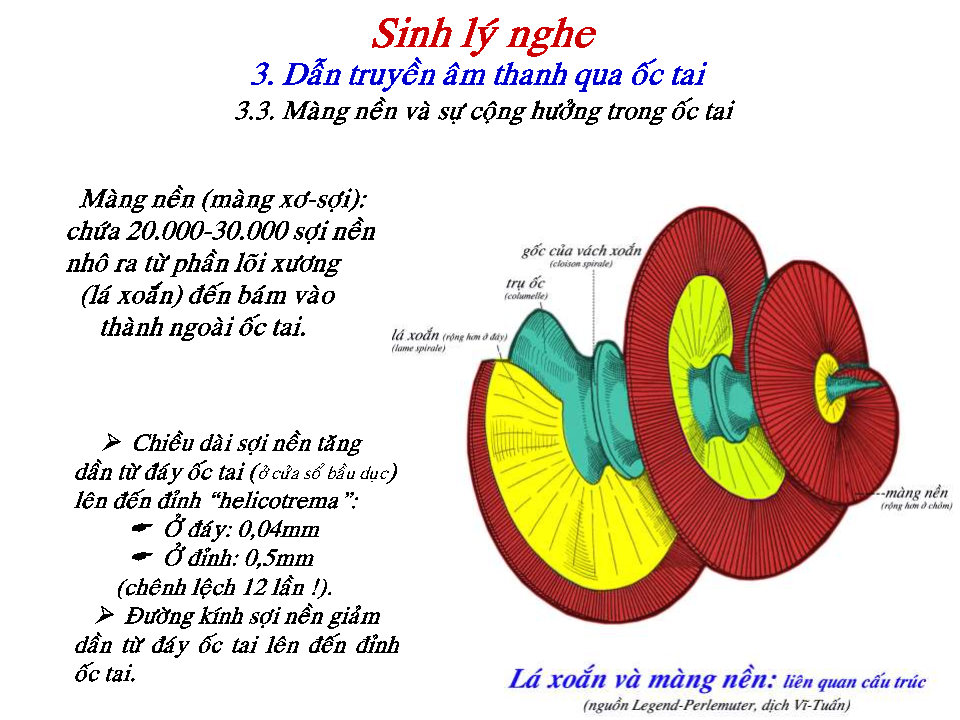 Sinh lý nghe
3. Dẫn truyền âm thanh qua ốc tai
3.3. Màng nền và sự cộng hưởng trong ốc tai
Màng nền (màng xơ-sợi):
chứa 20.000-30.000 sợi nền
nhô ra từ phần lõi xương
(lá xoắn) đến bám vào
thành ngoài ốc tai.
➢ Chiều dài sợi nền tăng
dần từ đáy ốc tai (ở cửa sổ bầu dục)
lên đến đỉnh “helicotrema”:
☛ Ở đáy: 0,04mm
☛ Ở đỉnh: 0,5mm
(chênh lệch 12 lần !).
➢ Đường kính sợi nền giảm
dần từ đáy ốc tai lên đến đỉnh
ốc tai.
gốc của vách xoắn
(cloison spirale)
trụ ốc
(columelle)
lá xoắn (rộng hơn ở đáy)
(lame spirale)
màng nền
(rộng hơn ở chỏm)
Lá xoắn và màng nền: liên quan cấu trúc
(nguồn Legend-Perlemuter, dịch Vĩ-Tuấn)